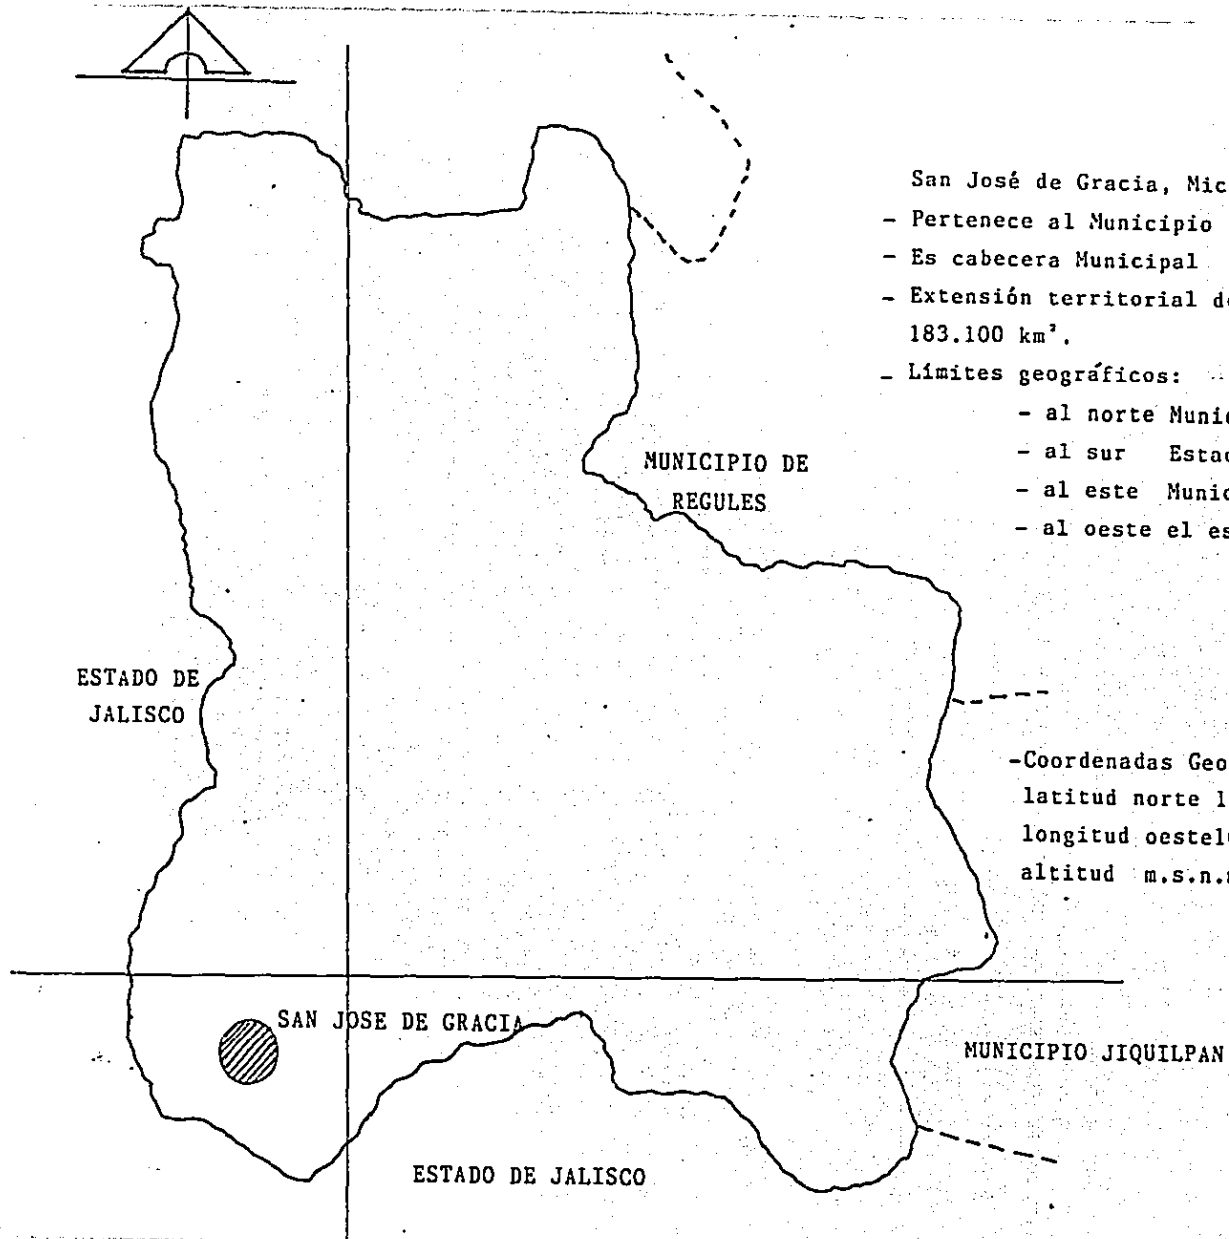 San José de Gracia, Mic
- Pertenece al Municipio
- Es cabecera Municipal
- Extensión territorial de
183.100 km².
- Límites geográficos:
- al norte Munic
- al sur Estad
- al este Munic
- al oeste el es
MUNICIPIO DE
REGULES
ESTADO DE
JALISCO
-Coordenadas Geo
latitud norte 1
longitud oeste1
altitud m.s.n.
SAN JOSE DE GRACIA
MUNICIPIO JIQUILPAN
ESTADO DE JALISCO